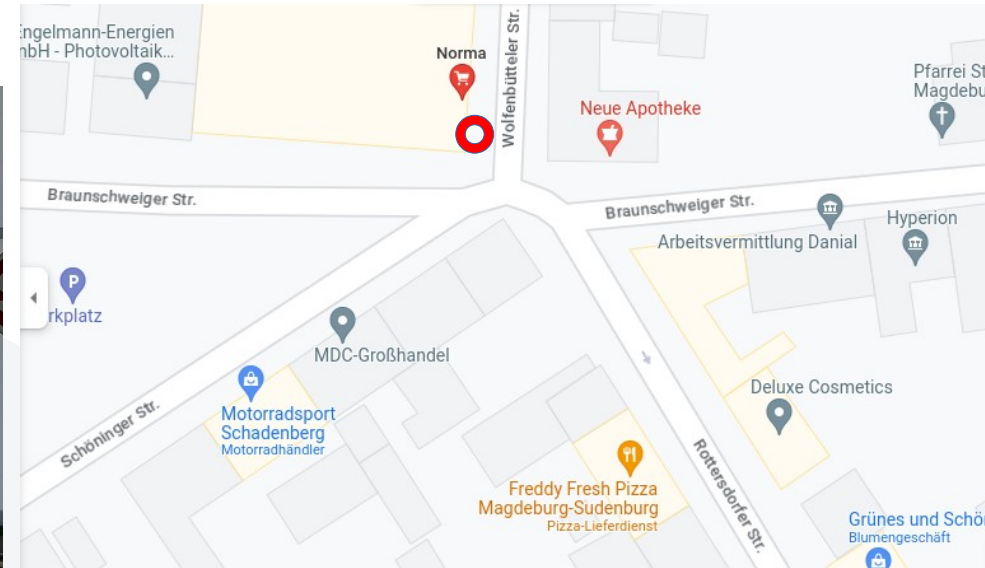 ngelmann-Energien
bH - Photovoltaik...
Norma
Wolfenbütteler Str.
Neue Apotheke
Pfarrei St
Magdebu
Braunschweiger Str.
Braunschweiger Str.
Arbeitsvermittlung Danial
Hyperion
P
rkplatz
MDC-Großhandel
Motorradsport
Schadenberg
Motorradhändler
Schöninger Str.
Deluxe Cosmetics
Freddy Fresh Pizza
Magdeburg-Sudenburg
Pizza-Lieferdienst
Rottersdorfer Str.
Grünes und Schö
Blumengeschäft